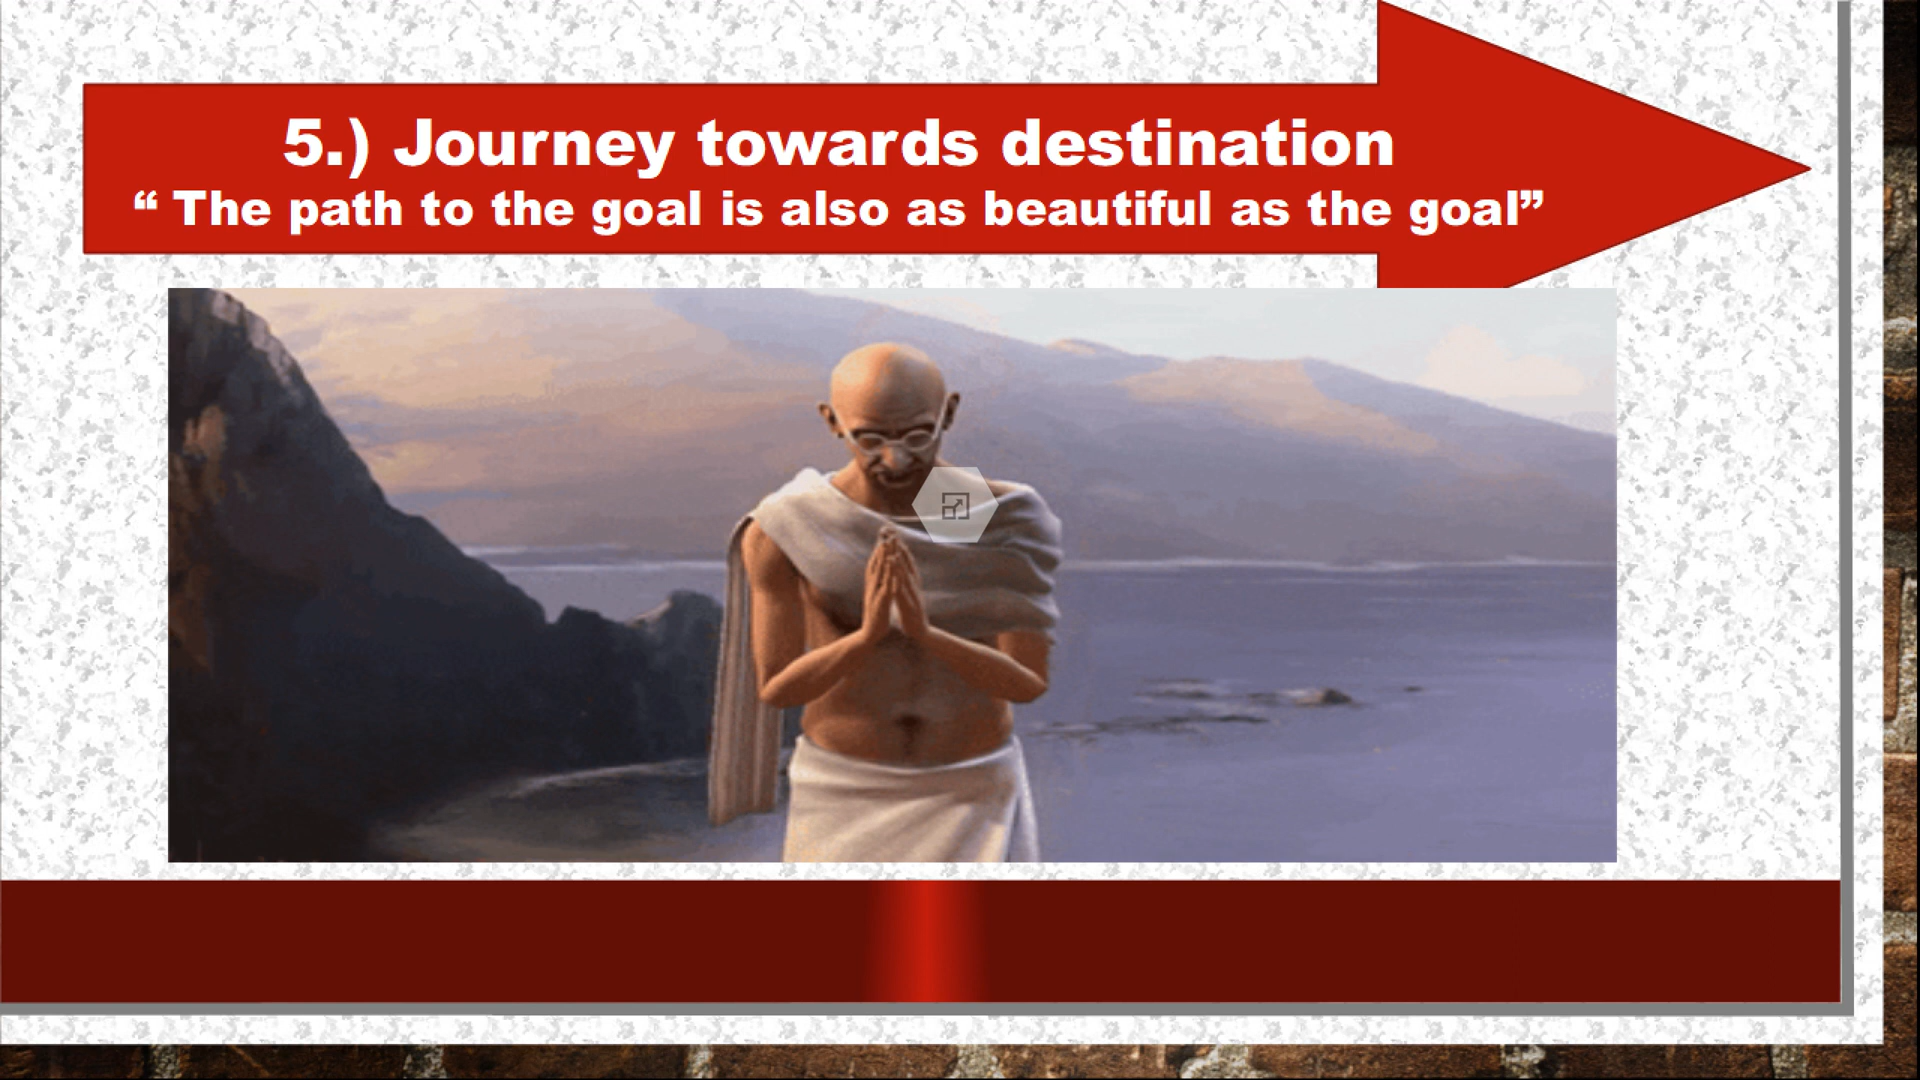 5.) Journey towards destination
“ The path to the goal is also as beautiful as the goal”